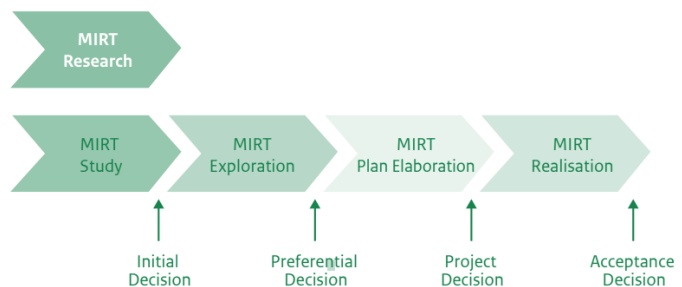 MIRT
Research
MIRT
Study
MIRT
Exploration
MIRT
Plan Elaboration
MIRT
Realisation
Initial
Decision
Preferential
Decision
Project
Decision
Acceptance
Decision